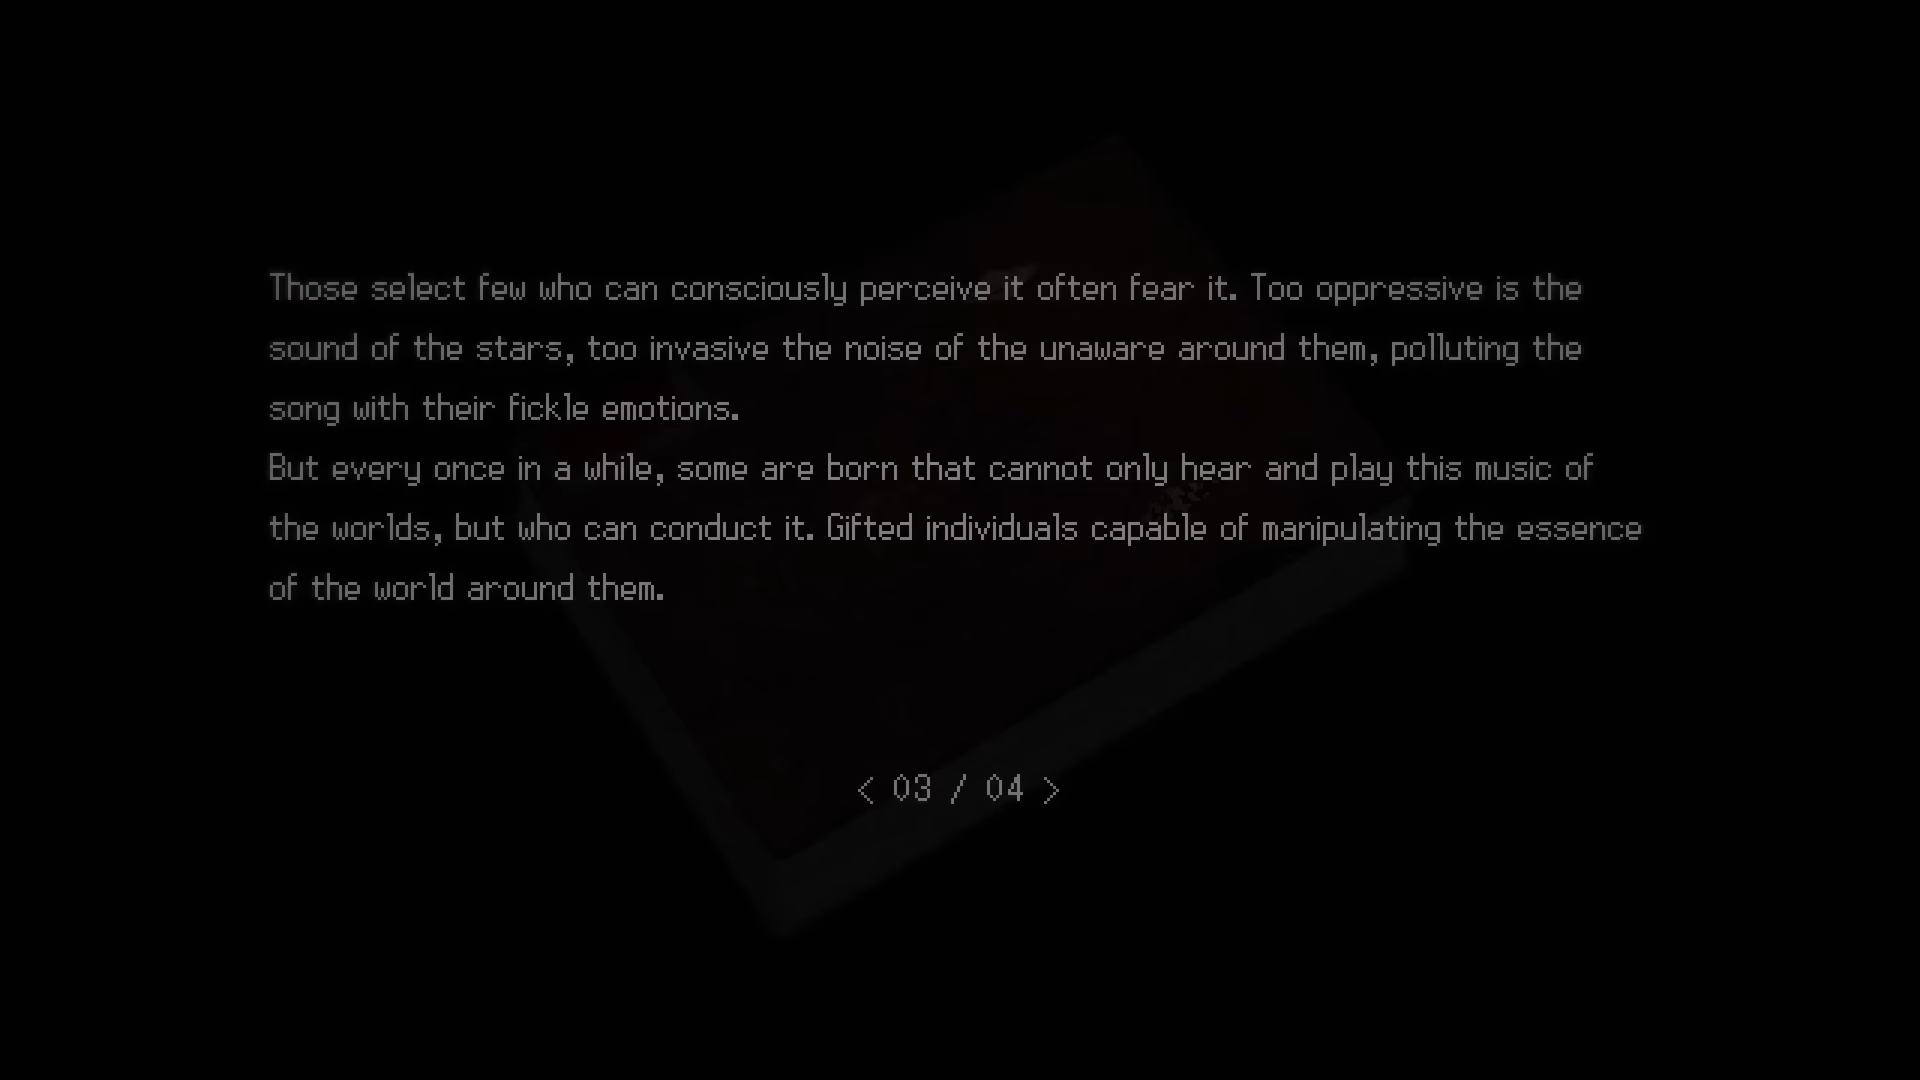 Those select few who can consciously perceive it often fear it. Too oppressive is the
sound of the stars, too invasive the noise of the unaware around them, polluting the
song with their fickle emotions.
But every once in a while, some are born that cannot only hear and play this music of
the worlds, but who can conduct it. Gifted individuals capable of manipulating the essence
of the world around them.
< 03 / 04 >